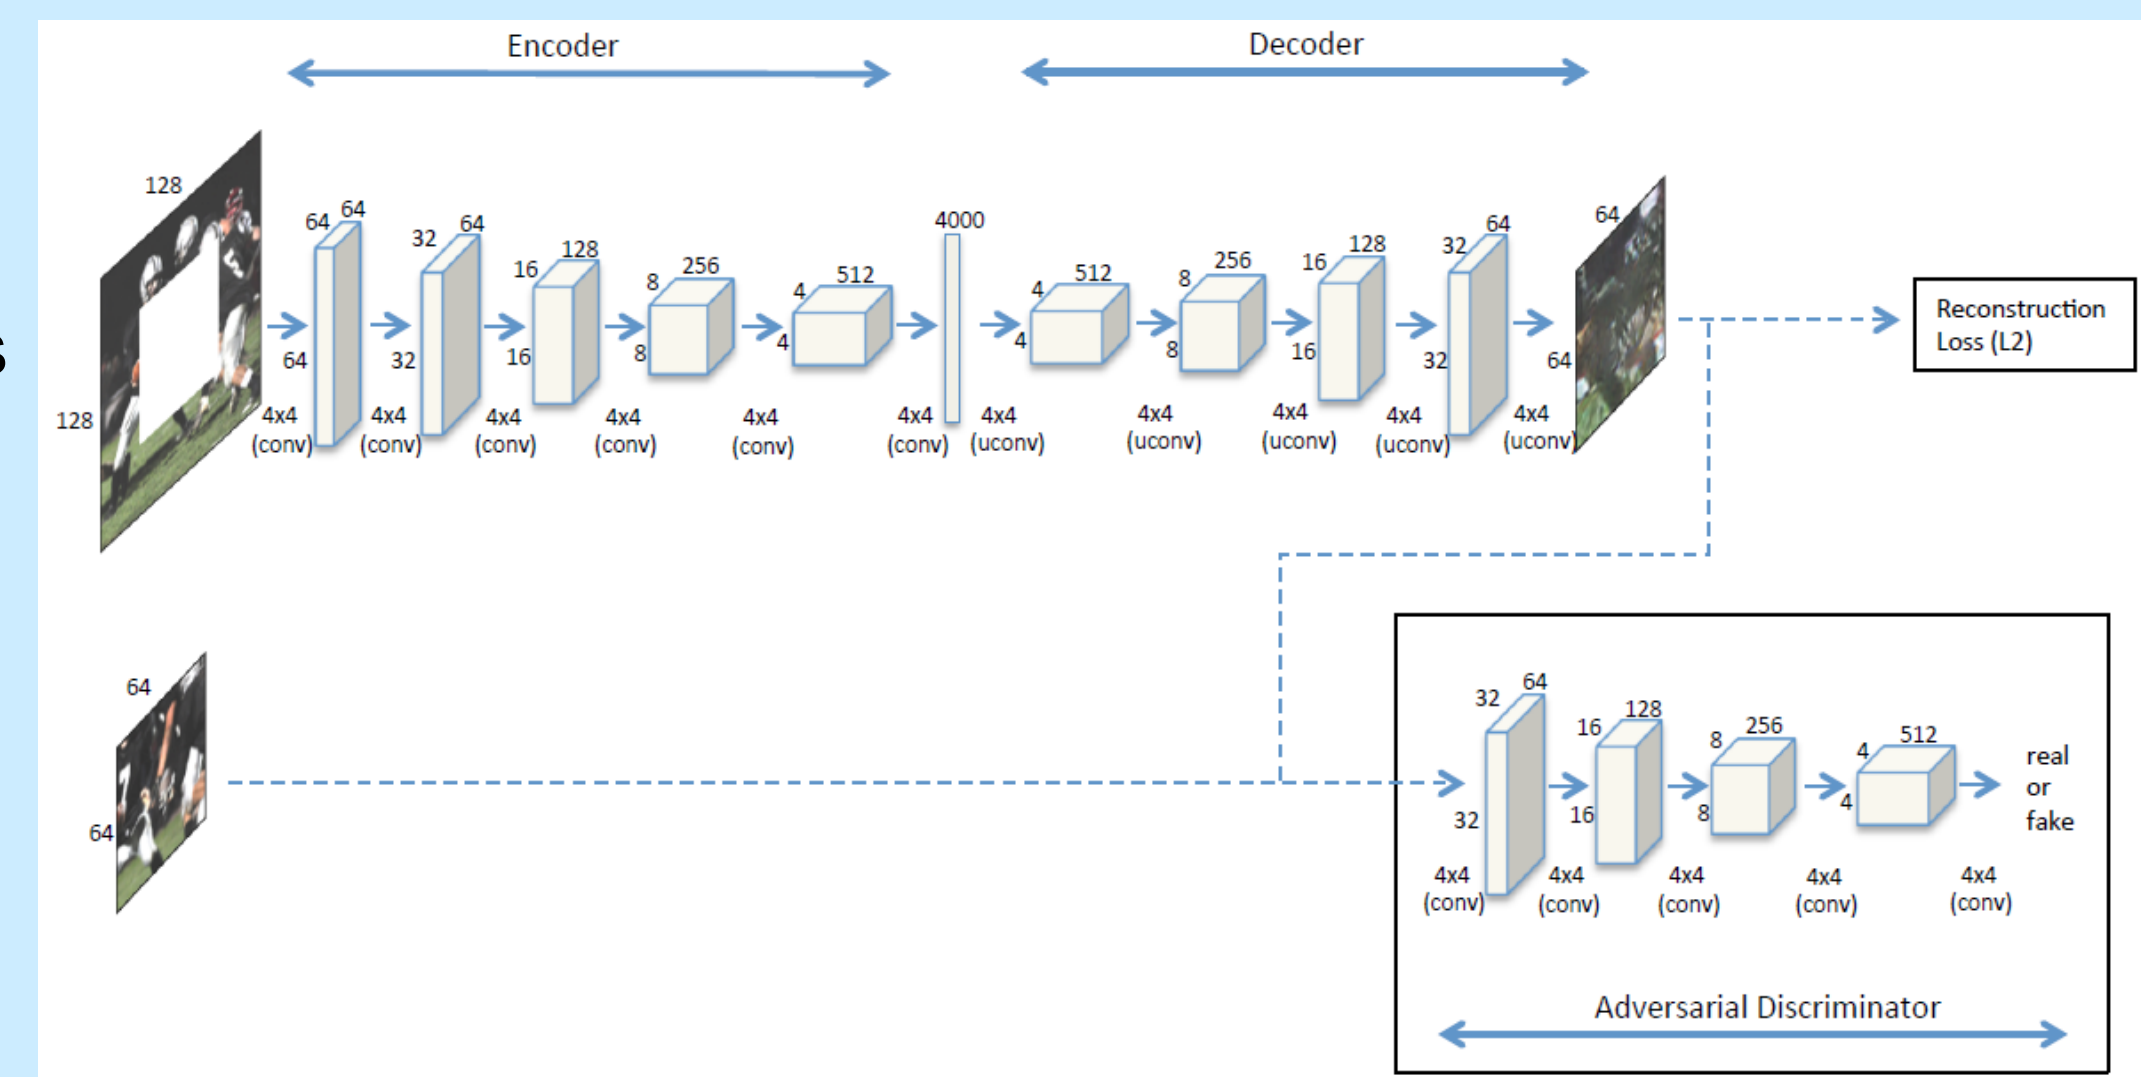 Encoder
Decoder
128
128
64 64
64
32 64
32
16 128
16
8 256
8
4 512
4
4000
4 512
4
8 256
8
16 128
16
32 64
32
64
64
4x4 4x4 4x4 4x4 4x4 4x4 4x4 4x4 4x4 4x4 4x4
(conv) (conv) (conv) (conv) (conv) (conv) (uconv) (uconv) (uconv) (uconv) (uconv)
Reconstruction
Loss (L2)
s
64
64
32 64
32
16 128
16
8 256
8
4 512
4
real
or
fake
4x4 4x4 4x4 4x4 4x4
(conv) (conv) (conv) (conv) (conv)
Adversarial Discriminator